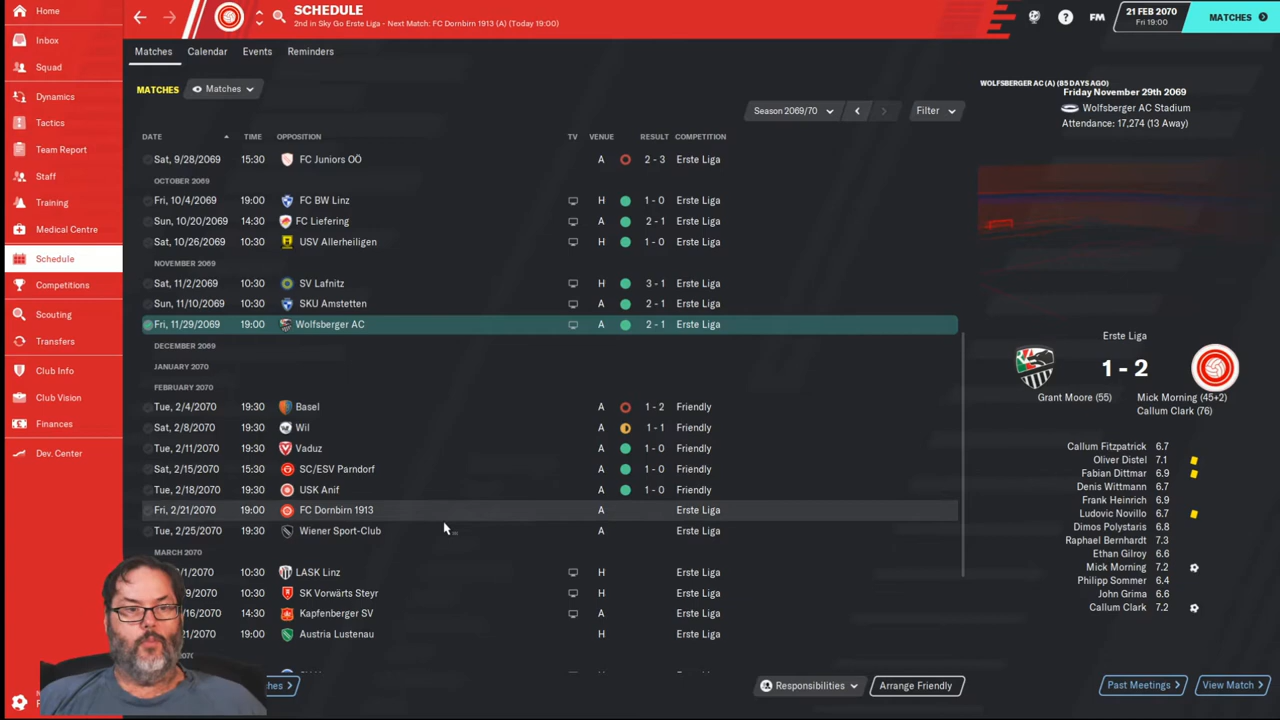 Home
Inbox
Squad
Dynamics
Tactics
Team Report
Staff
Training
Medical Centre
Schedule
Competitions
Scouting
Transfers
Club Info
Club Vision
Finances
Dev. Center
SCHEDULE
2nd in Sky Go Erste Liga - Next Match: FC Dornbirn 1913 (A) (Today 19:00)
? FM
21 FEB 2070
Fri 19:00
MATCHES
Matches Calendar Events Reminders
MATCHES Matches
Season 2069/70 Filter
DATE TIME OPPOSITION TV VENUE RESULT COMPETITION
Sat, 9/28/2069 15:30 FC Juniors OÖ A 2 - 3 Erste Liga
OCTOBER 2069
Fri, 10/4/2069 19:00 FC BW Linz H 1 - 0 Erste Liga
Sun, 10/20/2069 14:30 FC Liefering A 2 - 1 Erste Liga
Sat, 10/26/2069 10:30 USV Allerheiligen H 1 - 0 Erste Liga
NOVEMBER 2069
Sat, 11/2/2069 10:30 SV Lafnitz H 3 - 1 Erste Liga
Sun, 11/10/2069 10:30 SKU Amstetten A 2 - 1 Erste Liga
Fri, 11/29/2069 19:00 Wolfsberger AC A 2 - 1 Erste Liga
DECEMBER 2069
JANUARY 2070
FEBRUARY 2070
Tue, 2/4/2070 19:30 Basel A 1 - 2 Friendly
Sat, 2/8/2070 19:30 Wil A 1 - 1 Friendly
Tue, 2/11/2070 19:30 Vaduz A 1 - 0 Friendly
Sat, 2/15/2070 15:30 SC/ESV Parndorf A 1 - 0 Friendly
Tue, 2/18/2070 19:30 USK Anif A 1 - 0 Friendly
Fri, 2/21/2070 19:00 FC Dornbirn 1913 A Erste Liga
Tue, 2/25/2070 19:30 Wiener Sport-Club A Erste Liga
MARCH 2070
/1/2070 10:30 LASK Linz H Erste Liga
/9/2070 10:30 SK Vorwärts Steyr H Erste Liga
/16/2070 14:30 Kapfenberger SV A Erste Liga
/21/2070 19:00 Austria Lustenau H Erste Liga
Responsibilities Arrange Friendly
WOLFSBERGER AC (A) (85 DAYS AGO)
Friday November 29th 2069
Wolfsberger AC Stadium
Attendance: 17,274 (13 Away)
Erste Liga
1 - 2
Grant Moore (55) Mick Morning (45+2)
Callum Clark (76)
Callum Fitzpatrick 6.7
Oliver Distel 7.1
Fabian Dittmar 6.9
Denis Wittmann 6.7
Frank Heinrich 6.9
Ludovic Novillo 6.7
Dimos Polystaris 6.8
Raphael Bernhardt 7.3
Ethan Gilroy 6.6
Mick Morning 7.2
Philipp Sommer 6.4
John Grima 6.6
Callum Clark 7.2
Past Meetings View Match